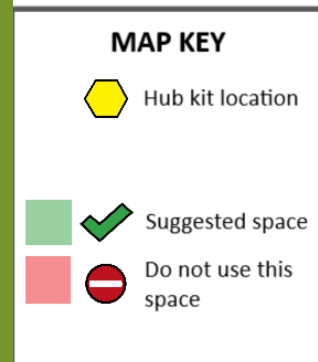 MAP KEY
Hub kit location
Suggested space
Do not use this
space